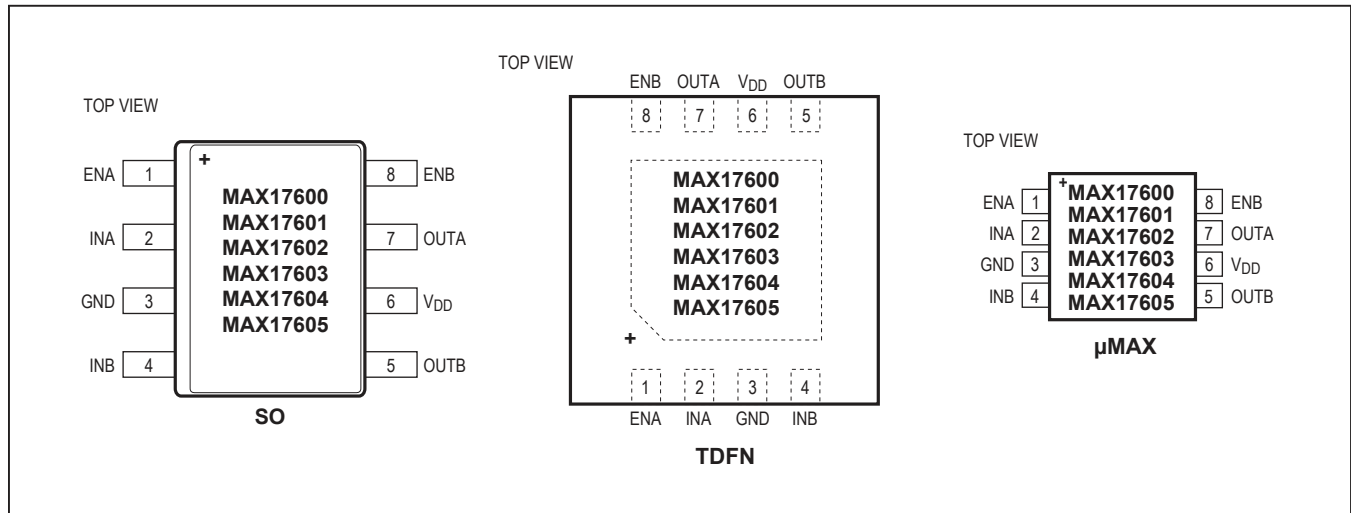 TOP VIEW
ENA 1
8 ENB
INA 2
7 OUTA
GND 3
6 VDD
INB 4
5 OUTB
+
MAX17600
MAX17601
MAX17602
MAX17603
MAX17604
MAX17605
SO
TOP VIEW
ENB OUTA VDD OUTB
8 7 6 5
MAX17600
MAX17601
MAX17602
MAX17603
MAX17604
MAX17605
+
1 2 3 4
ENA INA GND INB
TDFN
TOP VIEW
ENA 1
8 ENB
INA 2
7 OUTA
GND 3
6 VDD
INB 4
5 OUTB
+
MAX17600
MAX17601
MAX17602
MAX17603
MAX17604
MAX17605
µMAX